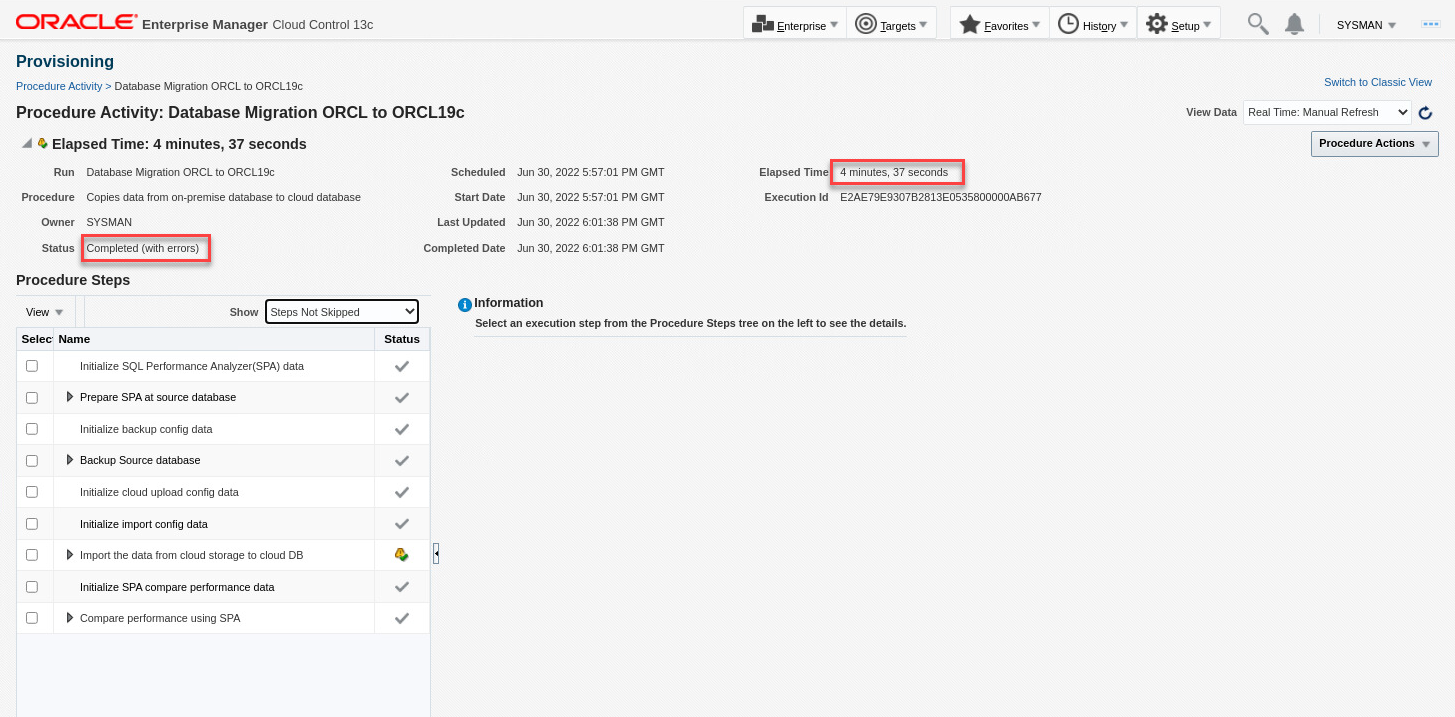 ORACLE Enterprise Manager Cloud Control 13c
Enterprise Targets Favorites History Setup SYSMAN
Provisioning
Procedure Activity > Database Migration ORCL to ORCL19c
Switch to Classic View
Procedure Activity: Database Migration ORCL to ORCL19c
View Data Real Time: Manual Refresh
Elapsed Time: 4 minutes, 37 seconds
Procedure Actions
Run Database Migration ORCL to ORCL19c
Procedure Copies data from on-premise database to cloud database
Owner SYSMAN
Status Completed (with errors)
Scheduled Jun 30, 2022 5:57:01 PM GMT
Start Date Jun 30, 2022 5:57:01 PM GMT
Last Updated Jun 30, 2022 6:01:38 PM GMT
Completed Date Jun 30, 2022 6:01:38 PM GMT
Elapsed Time 4 minutes, 37 seconds
Execution Id E2AE79E9307B2813E0535800000AB677
Procedure Steps
View Show Steps Not Skipped
Select Name Status
Initialize SQL Performance Analyzer(SPA) data
Prepare SPA at source database
Initialize backup config data
Backup Source database
Initialize cloud upload config data
Initialize import config data
Import the data from cloud storage to cloud DB
Initialize SPA compare performance data
Compare performance using SPA
Information
Select an execution step from the Procedure Steps tree on the left to see the details.